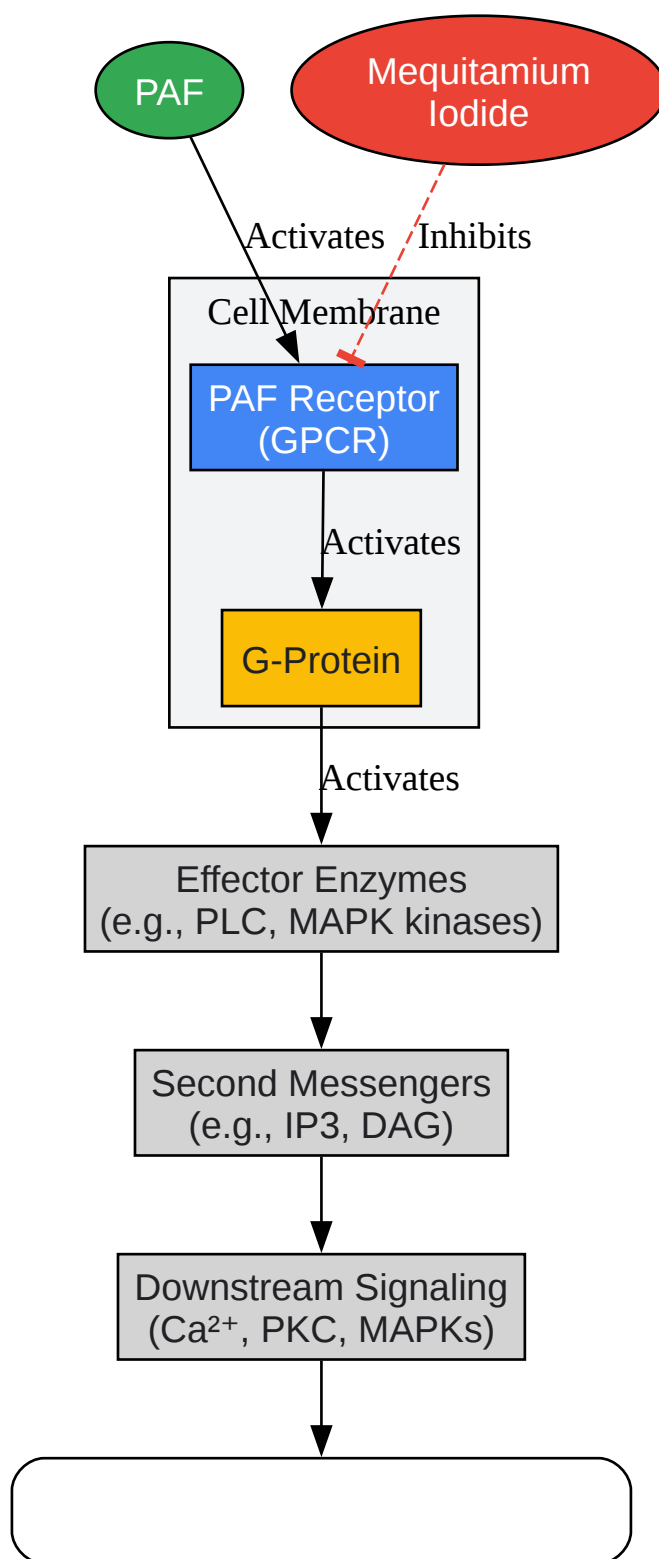 PAF
Mequitamium
Iodide
Activates
Inhibits
Cell Membrane
PAF Receptor
(GPCR)
Activates
G-Protein
Activates
Effector Enzymes
(e.g., PLC, MAPK kinases)
Second Messengers
(e.g., IP3, DAG)
Downstream Signaling
(Ca²⁺, PKC, MAPKs)